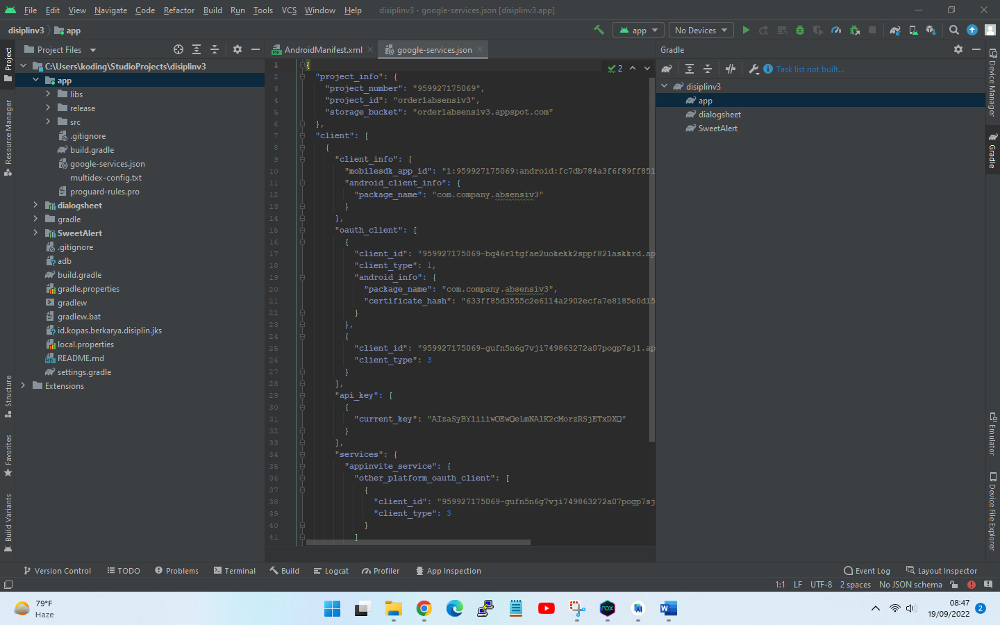 File Edit View Navigate Code Refactor Build Run Tools VCS Window Help disiplinv3 - google-services.json [disiplinv3.app]
disiplinv3 app
app
No Devices
Project
Resource Manager
Structure
Favorites
Build Variants
Project Files
C:\Users\koding\StudioProjects\disiplinv3
app
libs
release
src
.gitignore
build.gradle
google-services.json
multidex-config.txt
proguard-rules.pro
dialogsheet
gradle
SweetAlert
.gitignore
adb
build.gradle
gradle.properties
gradlew
gradlew.bat
id.kopas.berkarya.disiplin.jks
local.properties
README.md
settings.gradle
Extensions
AndroidManifest.xml google-services.json
2
1 {
2 "project_info": {
3 "project_number": "959927175069",
4 "project_id": "order1absensiv3",
5 "storage_bucket": "order1absensiv3.appspot.com"
6 },
7 "client": [
8 {
9 "client_info": {
10 "mobilesdk_app_id": "1:959927175069:android:fc7db784a3f6f89ff851
11 "android_client_info": {
12 "package_name": "com.company.absensiv3"
13 }
14 },
15 "oauth_client": [
16 {
17 "client_id": "959927175069-bq46r1tgfae2uokekk2sppf821askkrd.ap
18 "client_type": 1,
19 "android_info": {
20 "package_name": "com.company.absensiv3",
21 "certificate_hash": "633ff85d3555c2e6114a2902ecfa7e8185e0d15
22 }
23 },
24 {
25 "client_id": "959927175069-gufn5n6g7vji749863272a07pogp7sj1.ap
26 "client_type": 3
27 }
28 ],
29 "api_key": [
30 {
31 "current_key": 
32 }
33 ],
34 "services": {
35 "appinvite_service": {
36 "other_platform_oauth_client": [
37 {
38 "client_id": "959927175069-gufn5n6g7vji749863272a07pogp7sj
39 "client_type": 3
40 }
41 ]
Gradle
Task list not built...
disiplinv3
app
dialogsheet
SweetAlert
Device Manager
Gradle
Emulator
Device File Explorer
Version Control TODO Problems Terminal Build Logcat Profiler App Inspection Event Log Layout Inspector
1:1 LF UTF-8 2 spaces No JSON schema
79°F
Haze
08:47
19/09/2022
2